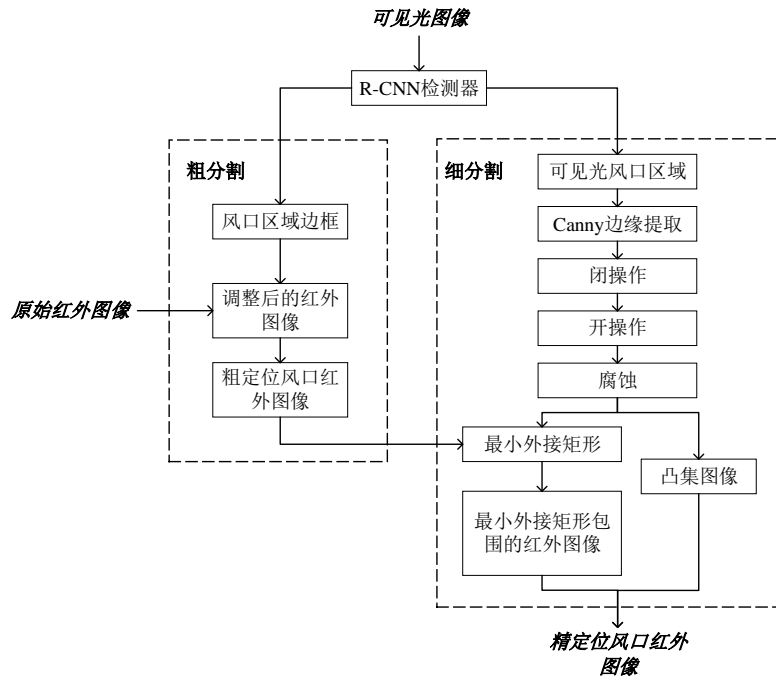 可见光图像
R-CNN检测器
粗分割
风口区域边框
原始红外图像
调整后的红外
图像
粗定位风口红
外图像
细分割
可见光风口区域
Canny边缘提取
闭操作
开操作
腐蚀
最小外接矩形
凸集图像
最小外接矩形包
围的红外图像
精定位风口红外
图像